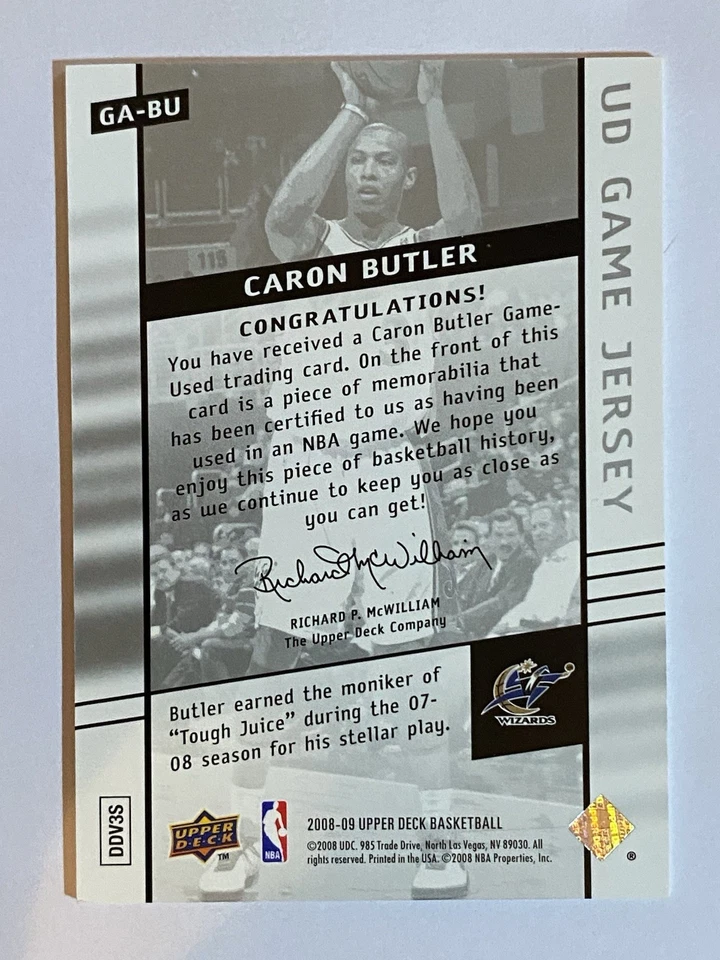 GA-BU
UD GAME JERSEY
118
CARON BUTLER
CONGRATULATIONS!
You have received a Caron Butler Game-
Used trading card. On the front of this
card is a piece of memorabilia that
has been certified to us as having been
used in an NBA game. We hope you
enjoy this piece of basketball history,
as we continue to keep you as close as
you can get!
Richard P. McWilliam
RICHARD P. McWILLIAM
The Upper Deck Company
Butler earned the moniker of
“Tough Juice” during the 07-
08 season for his stellar play.
WIZARDS
DDV3S
UPPER
D·E·C·K
TM
NBA
2008-09 UPPER DECK BASKETBALL
©2008 UDC. 985 Trade Drive, North Las Vegas, NV 89030. All
rights reserved. Printed in the USA. ©2008 NBA Properties, Inc.
®